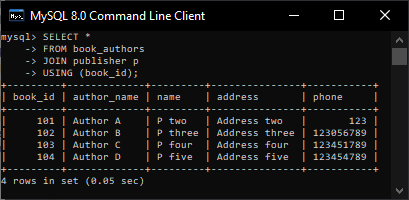 MySQL 8.0 Command Line Client
mysql> SELECT *
    -> FROM book_authors
    -> JOIN publisher p
    -> USING (book_id);
+---------+-------------+---------+---------------+-----------+
| book_id | author_name | name    | address       | phone     |
+---------+-------------+---------+---------------+-----------+
|     101 | Author A    | P two   | Address two   |       123 |
|     102 | Author B    | P three | Address three | 123056789 |
|     103 | Author C    | P four  | Address four  | 123451789 |
|     104 | Author D    | P five  | Address five  | 123454789 |
+---------+-------------+---------+---------------+-----------+
4 rows in set (0.05 sec)